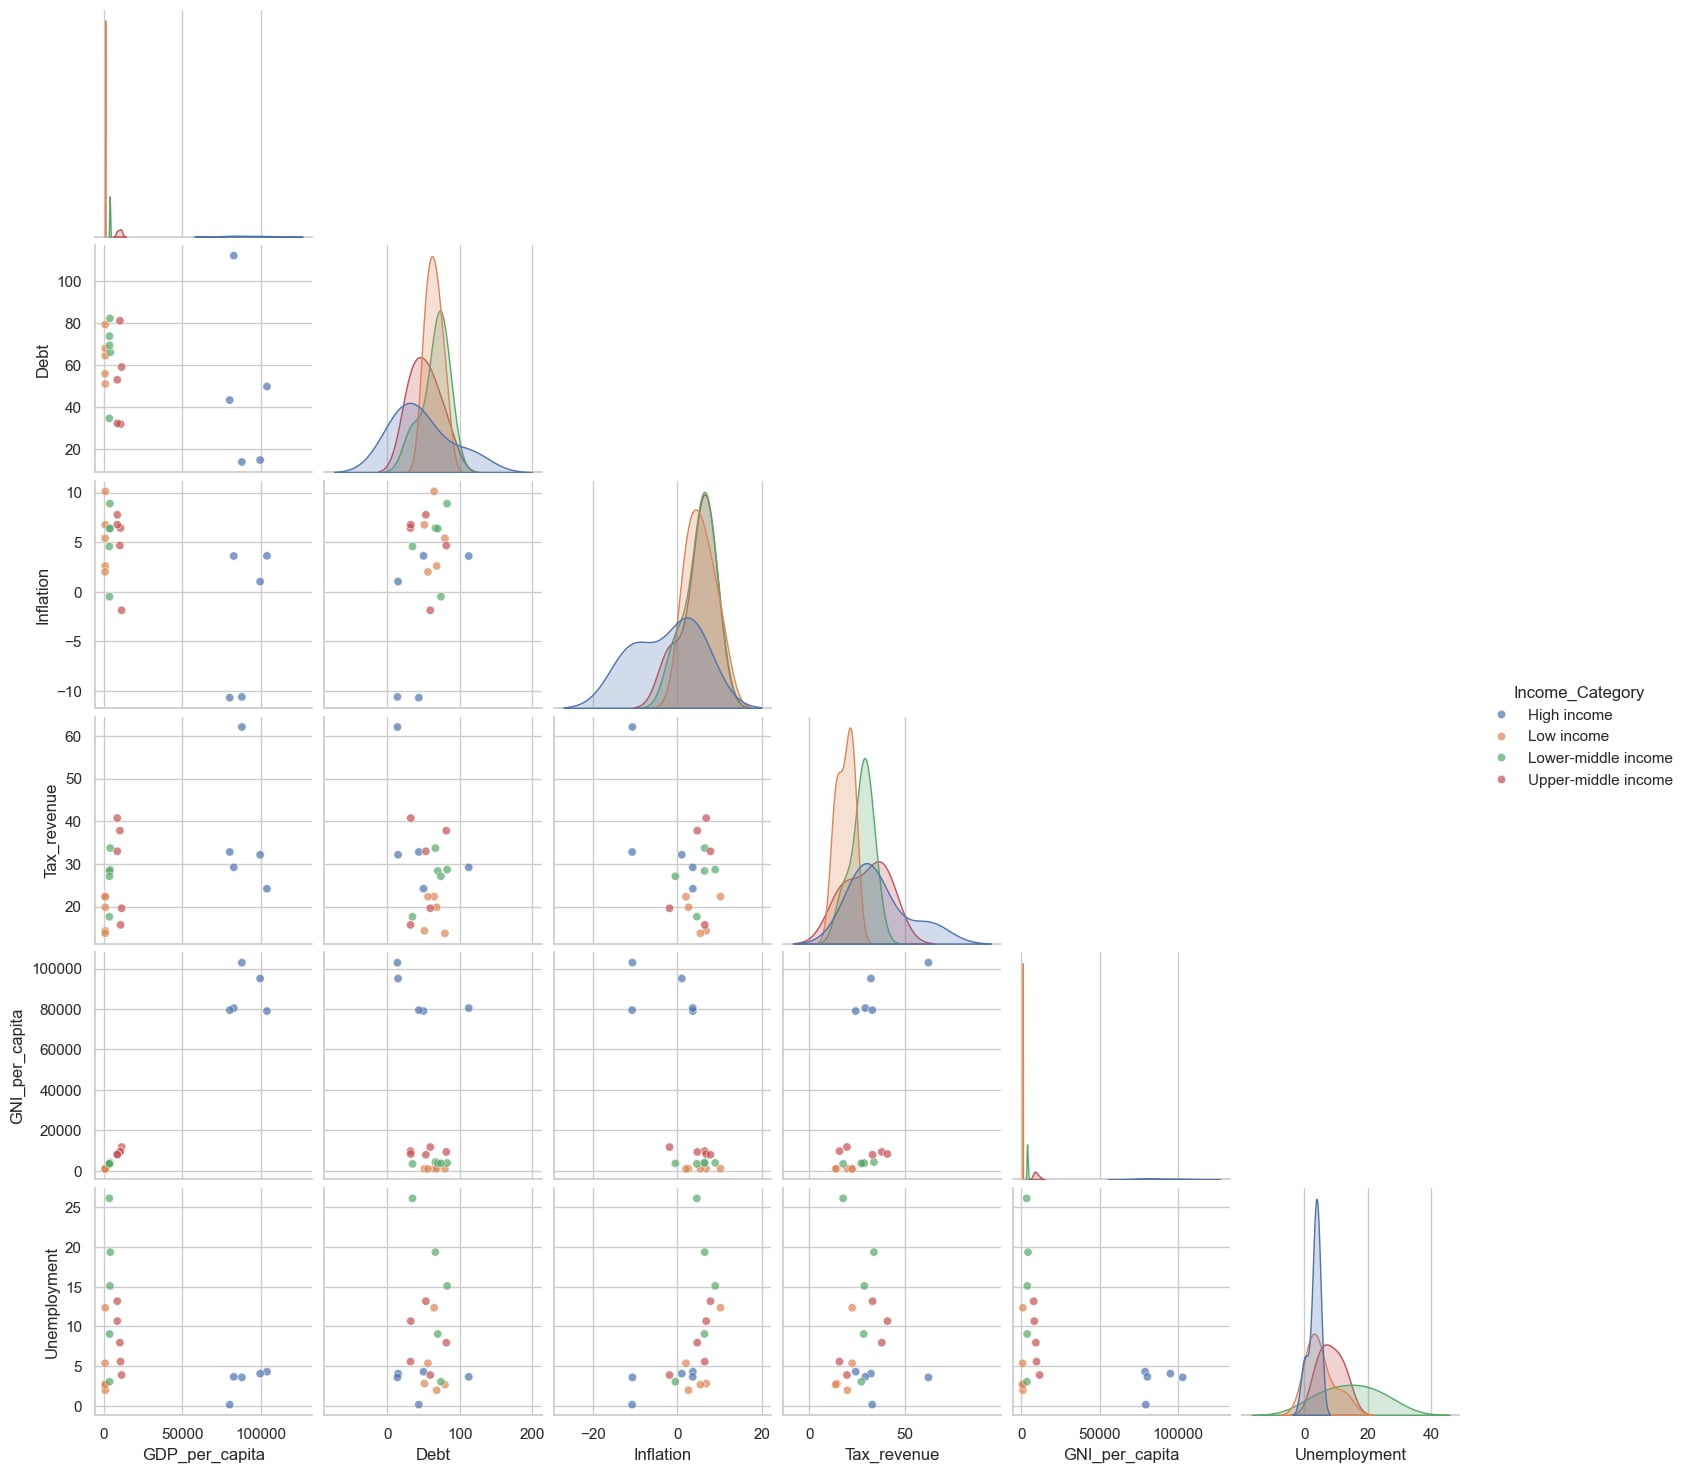 Debt
100
80
60
40
20
Inflation
10
5
0
−5
−10
Tax_revenue
60
50
40
30
20
GNI_per_capita
100000
80000
60000
40000
20000
0
Unemployment
25
20
15
10
5
0
0 50000 100000
GDP_per_capita
0 100 200
Debt
−20 0 20
Inflation
0 50
Tax_revenue
0 50000 100000
GNI_per_capita
0 20 40
Unemployment
Income_Category
High income
Low income
Lower-middle income
Upper-middle income